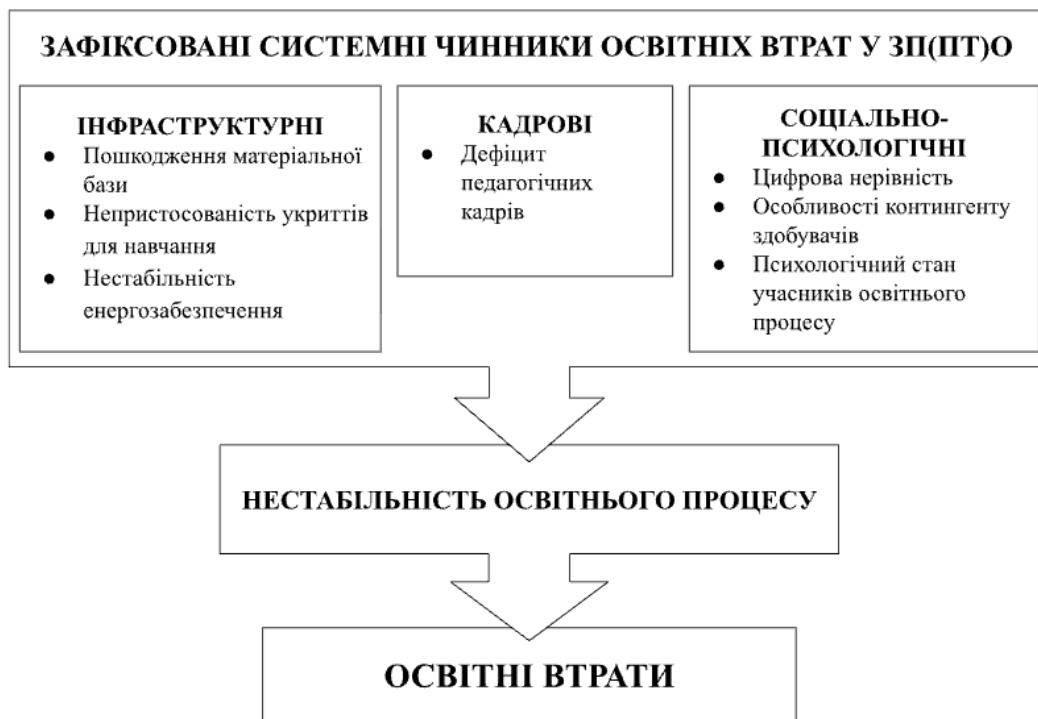 ЗАФІКСОВАНІ СИСТЕМНІ ЧИННИКИ ОСВІТНІХ ВТРАТ У ЗП(ПТ)О
ІНФРАСТРУКТУРНІ
● Пошкодження матеріальної
бази
● Непристосованість укриттів
для навчання
● Нестабільність
енергозабезпечення
КАДРОВІ
● Дефіцит
педагогічних
кадрів
СОЦІАЛЬНО-
ПСИХОЛОГІЧНІ
● Цифрова нерівність
● Особливості контингенту
здобувачів
● Психологічний стан
учасників освітнього
процесу
НЕСТАБІЛЬНІСТЬ ОСВІТНЬОГО ПРОЦЕСУ
ОСВІТНІ ВТРАТИ